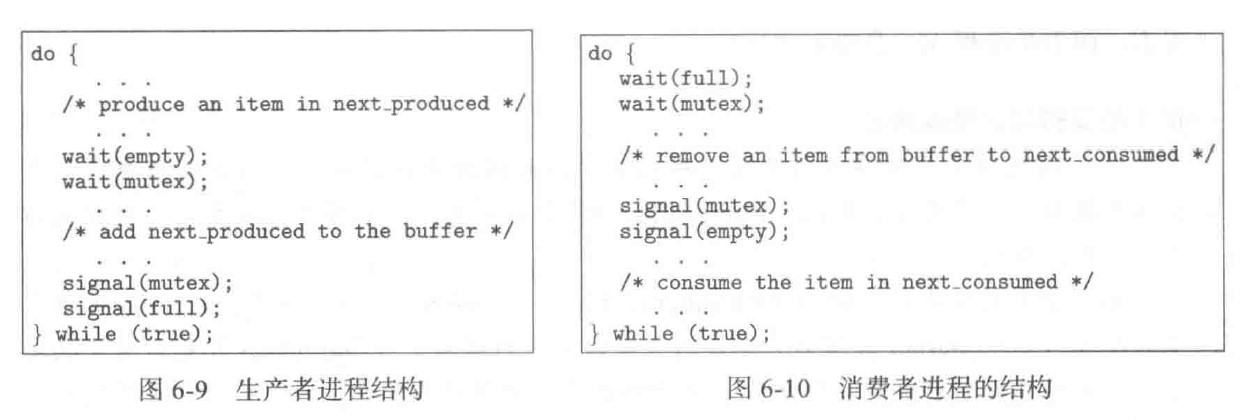 do {
. . .
/* produce an item in next_produced */
. . .
wait(empty);
wait(mutex);
. . .
/* add next_produced to the buffer */
. . .
signal(mutex);
signal(full);
} while (true);
图 6-9 生产者进程结构
do {
wait(full);
wait(mutex);
. . .
/* remove an item from buffer to next_consumed */
. . .
signal(mutex);
signal(empty);
. . .
/* consume the item in next_consumed */
. . .
} while (true);
图 6-10 消费者进程的结构